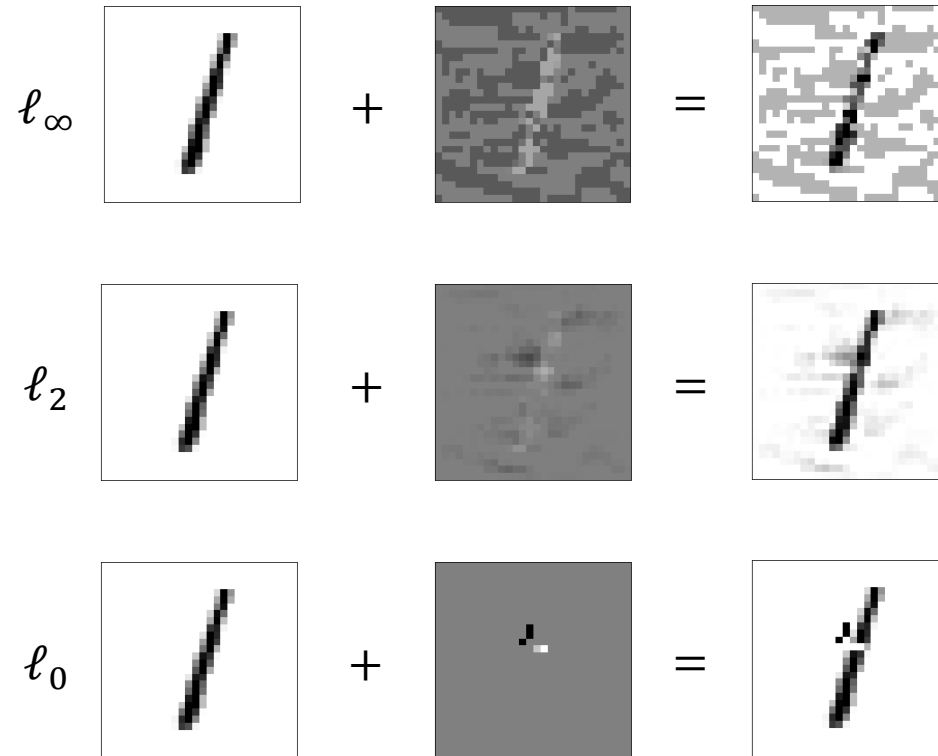 ℓ∞ + =
ℓ2 + =
ℓ0 + =